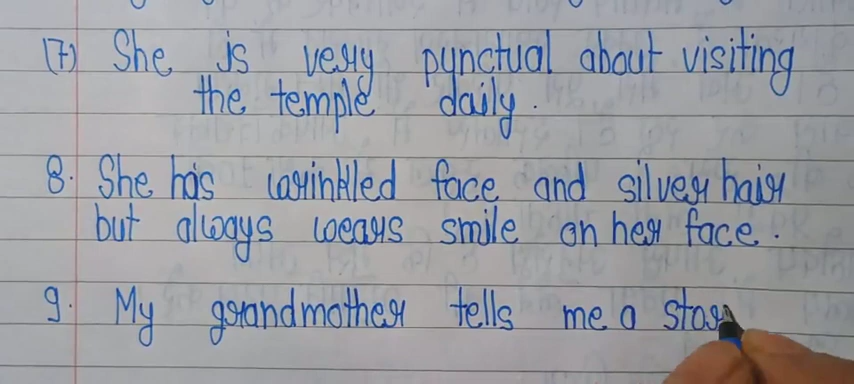 (7) She is very punctual about visiting
the temple daily.
8. She has wrinkled face and silver hair
but always wears smile on her face.
9. My grandmother tells me a stor